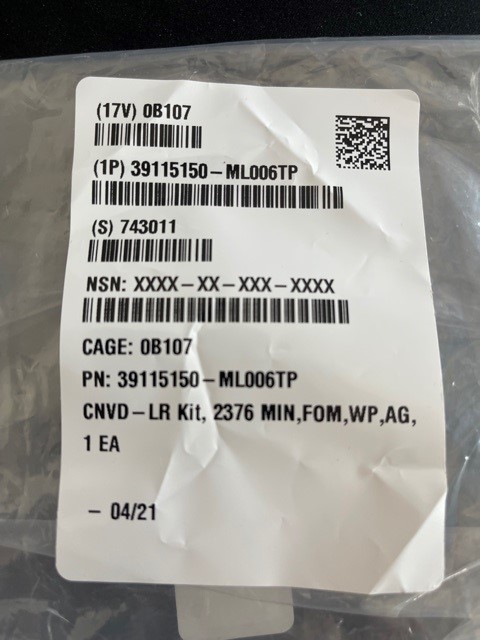 (17V) 0B107
(1P) 39115150-ML006TP
(S) 743011
NSN: XXXX-XX-XXX-XXXX
CAGE: 0B107
PN: 39115150-ML006TP
CNVD-LR Kit, 2376 MIN,FOM,WP,AG,
1 EA
- 04/21